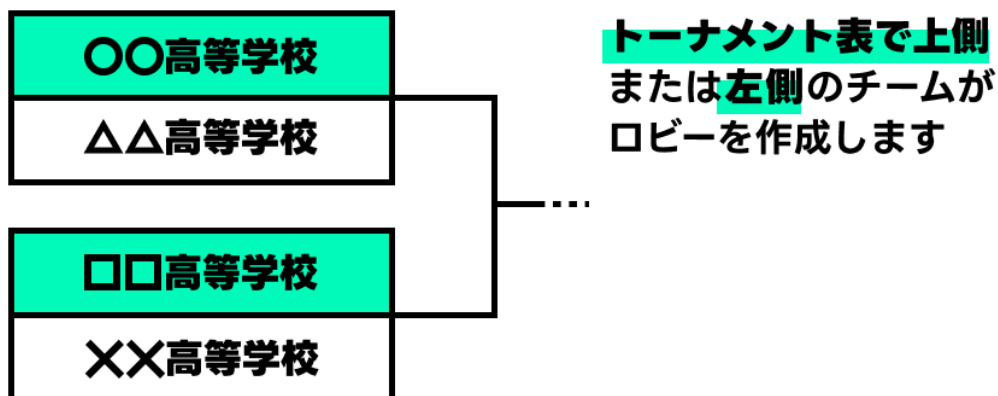 ○○高等学校
△△高等学校
□□高等学校
××高等学校
トーナメント表で上側
または左側のチームが
ロビーを作成します